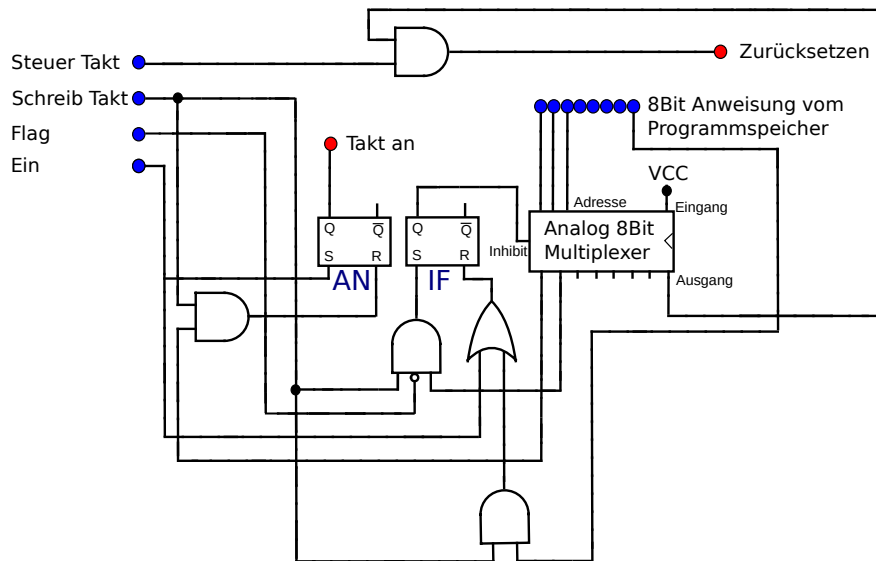 Steuer Takt
Zurücksetzen
Schreib Takt
8Bit Anweisung vom
Programmspeicher
Flag
Takt an
Ein
VCC
Adresse
Eingang
Q
Q
Q
Q
Analog 8Bit
Multiplexer
Inhibit
S
R
S
R
AN
IF
Ausgang